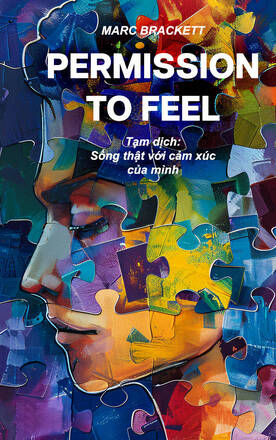 MARC BRACKETT
PERMISSION
TO FEEL
Tạm dịch:
Sống thật với cảm xúc
của mình